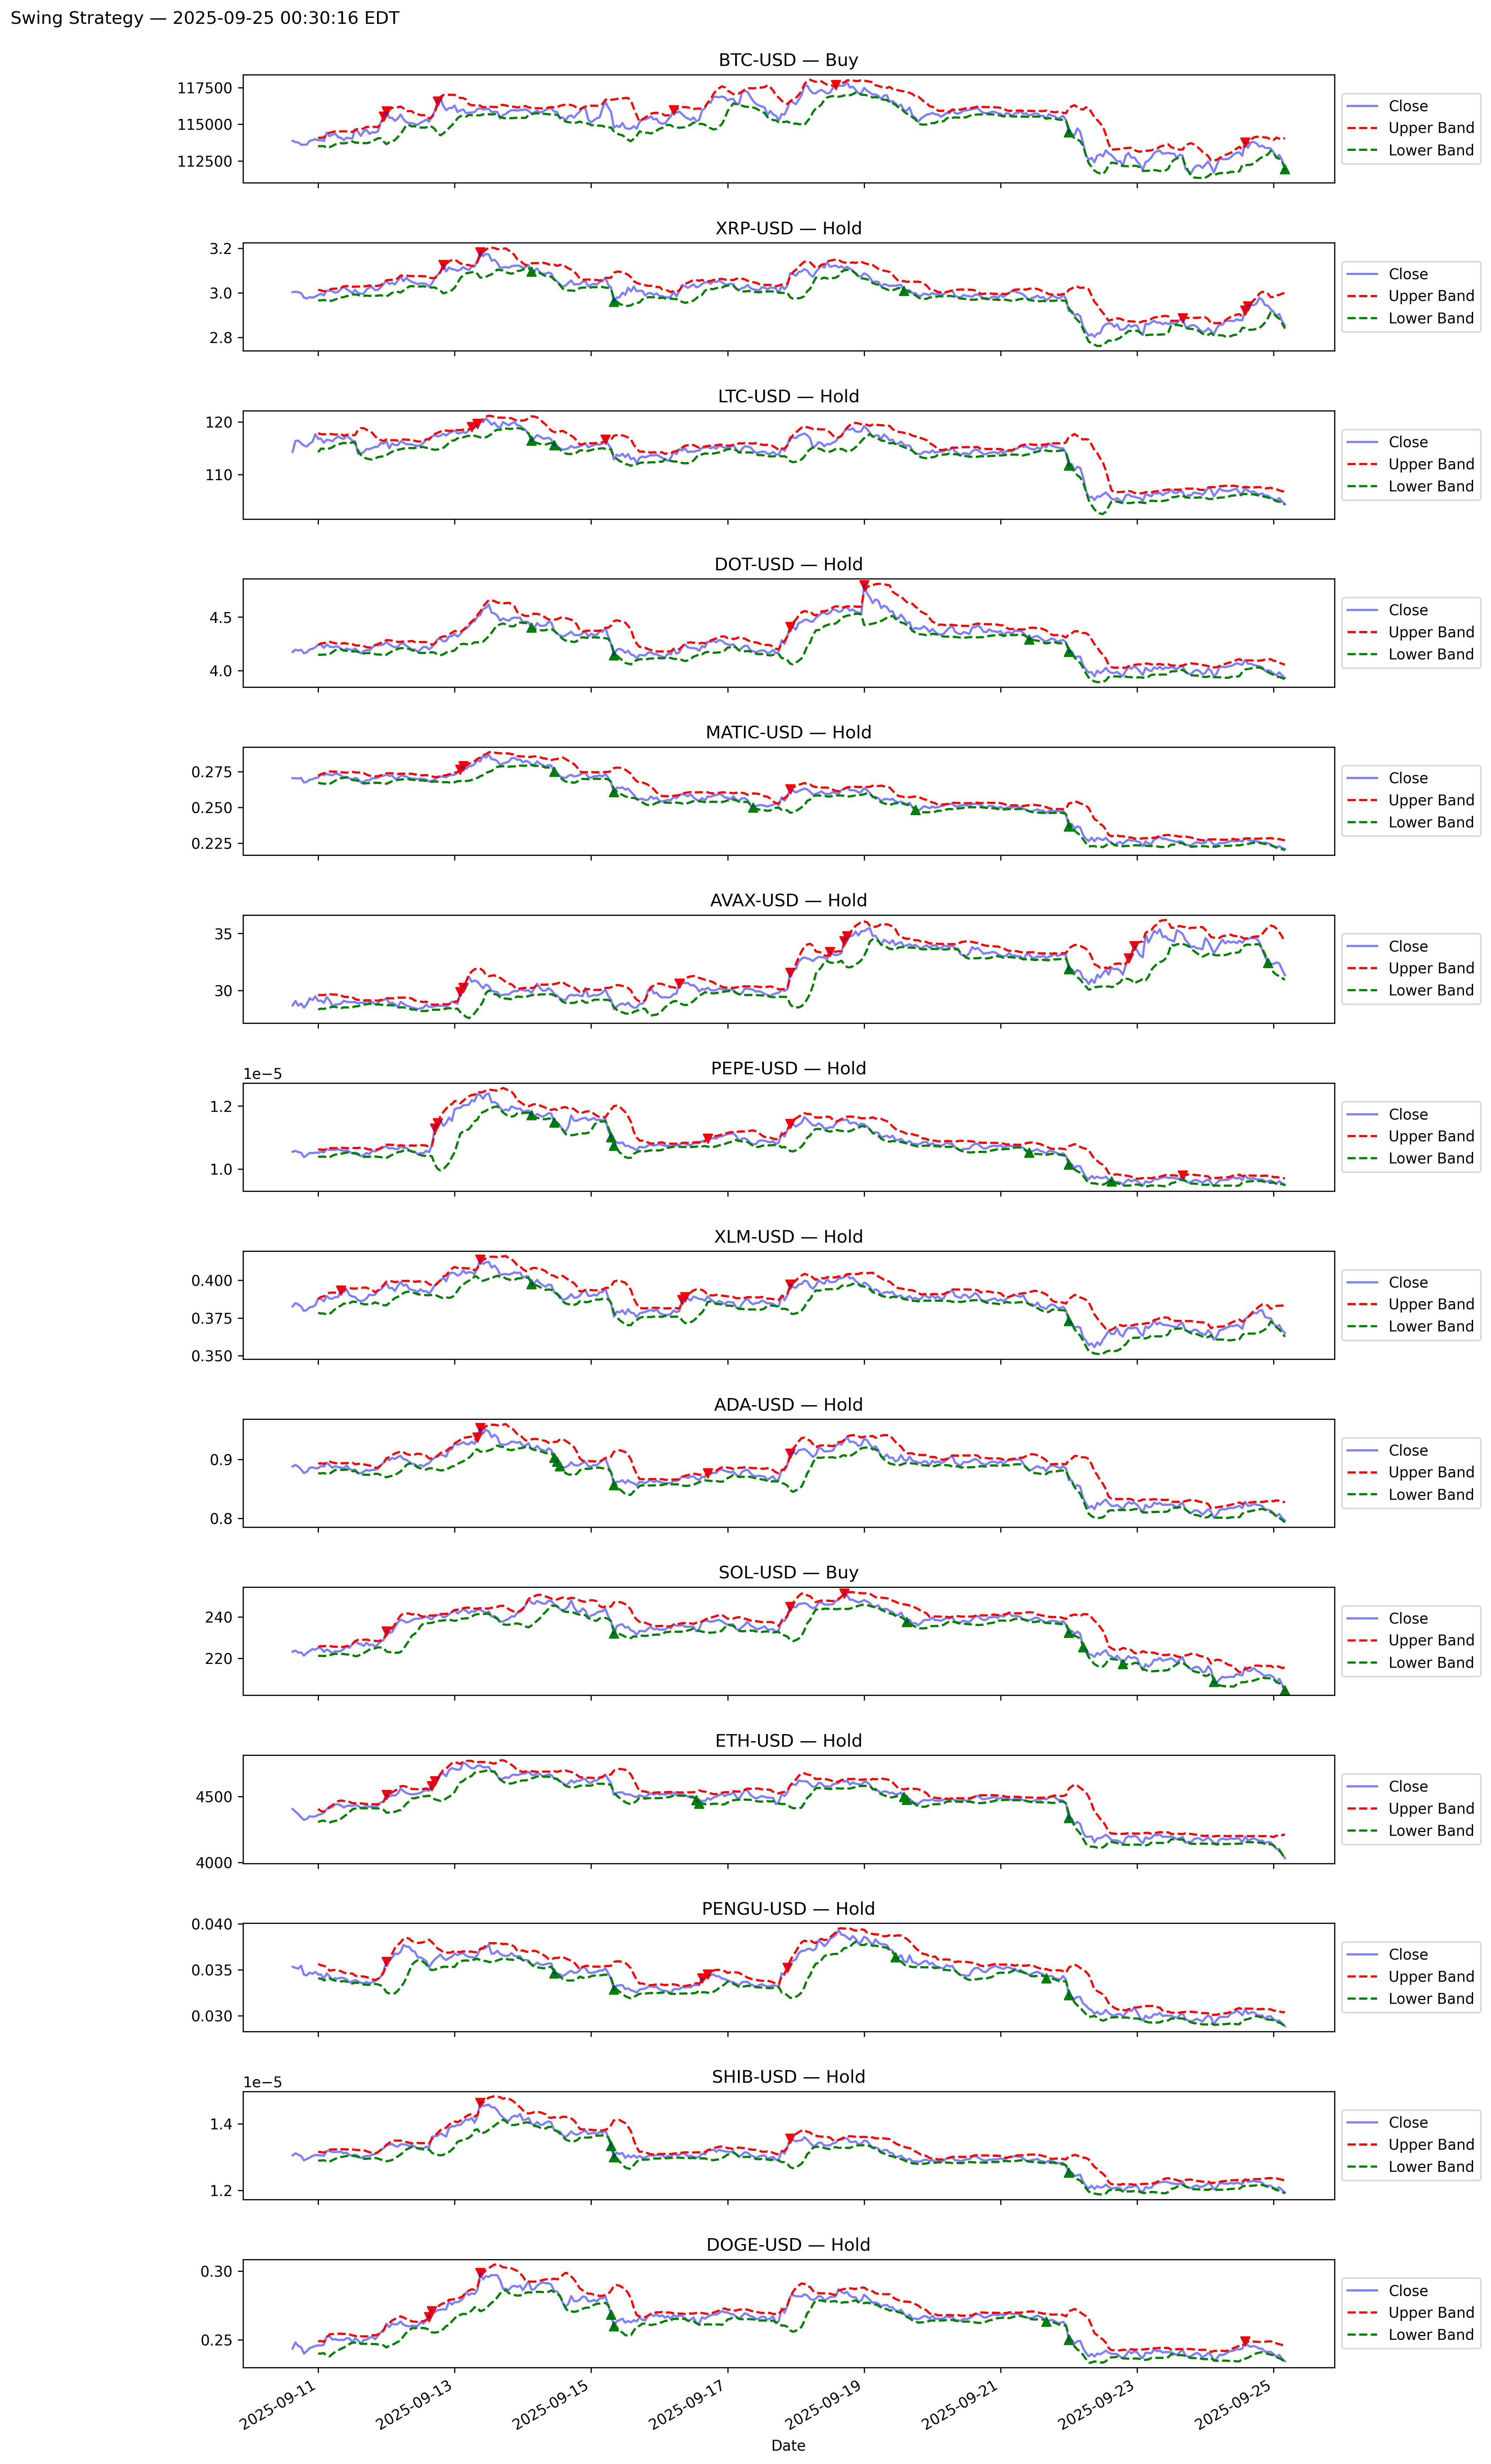 Swing Strategy — 2025-09-25 00:30:16 EDT
BTC-USD — Buy
117500
115000
112500
Close
Upper Band
Lower Band
XRP-USD — Hold
3.2
3.0
2.8
Close
Upper Band
Lower Band
LTC-USD — Hold
120
110
Close
Upper Band
Lower Band
DOT-USD — Hold
4.5
4.0
Close
Upper Band
Lower Band
MATIC-USD — Hold
0.275
0.250
0.225
Close
Upper Band
Lower Band
AVAX-USD — Hold
35
30
Close
Upper Band
Lower Band
PEPE-USD — Hold
1e−5
1.2
1.0
Close
Upper Band
Lower Band
XLM-USD — Hold
0.400
0.375
0.350
Close
Upper Band
Lower Band
ADA-USD — Hold
0.9
0.8
Close
Upper Band
Lower Band
SOL-USD — Buy
240
220
Close
Upper Band
Lower Band
ETH-USD — Hold
4500
4000
Close
Upper Band
Lower Band
PENGU-USD — Hold
0.040
0.035
0.030
Close
Upper Band
Lower Band
SHIB-USD — Hold
1e−5
1.4
1.2
Close
Upper Band
Lower Band
DOGE-USD — Hold
0.30
0.25
Close
Upper Band
Lower Band
2025-09-11
2025-09-13
2025-09-15
2025-09-17
2025-09-19
2025-09-21
2025-09-23
2025-09-25
Date